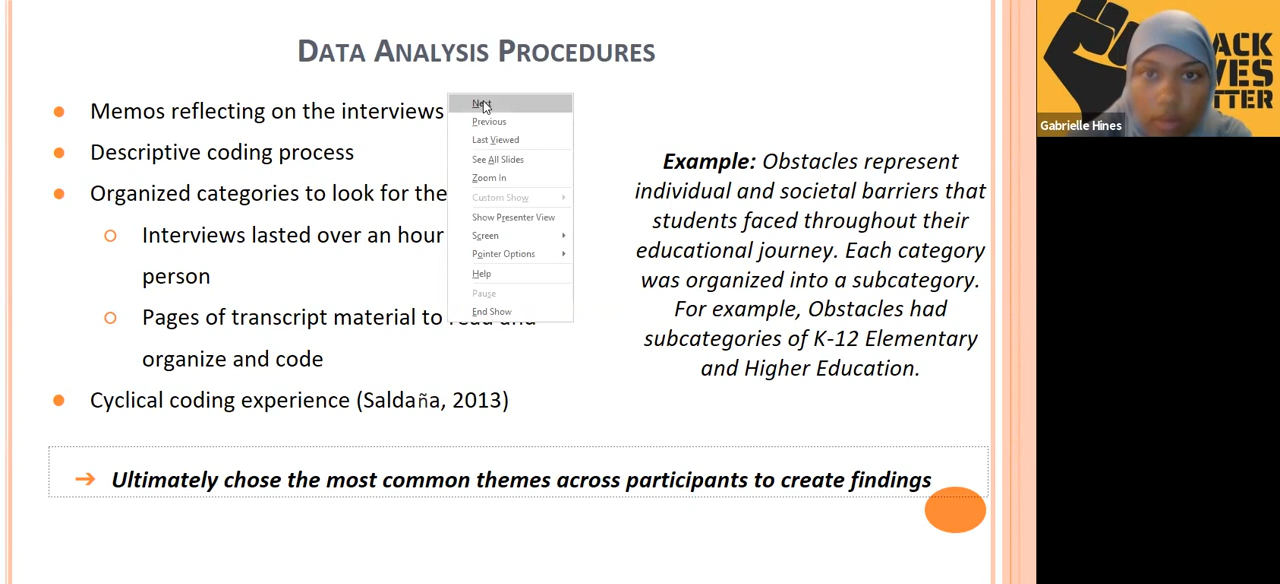 DATA ANALYSIS PROCEDURES
Memos reflecting on the interviews
Descriptive coding process
Organized categories to look for the
Interviews lasted over an hour
person
Pages of transcript material to read and
organize and code
Cyclical coding experience (Saldaña, 2013)
Next
Previous
Last Viewed
See All Slides
Zoom In
Custom Show
Show Presenter View
Screen
Pointer Options
Help
Pause
End Show
Example: Obstacles represent
individual and societal barriers that
students faced throughout their
educational journey. Each category
was organized into a subcategory.
For example, Obstacles had
subcategories of K-12 Elementary
and Higher Education.
➔ Ultimately chose the most common themes across participants to create findings
ACK
VES
TTER
Gabrielle Hines